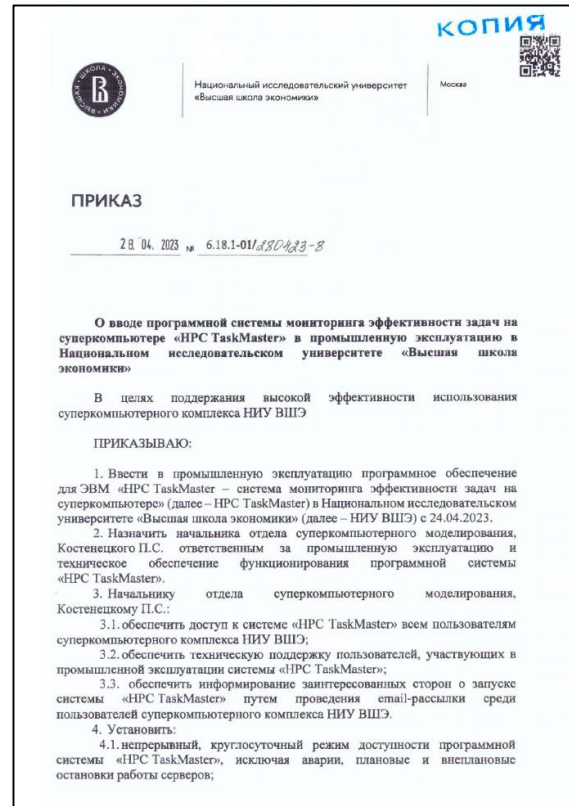 КОПИЯ
Национальный исследовательский университет
«Высшая школа экономики»
Москва
ПРИКАЗ
28. 04. 2023 № 6.18.1-01/280423-8
О вводе программной системы мониторинга эффективности задач на
суперкомпьютере «HPC TaskMaster» в промышленную эксплуатацию в
Национальном исследовательском университете «Высшая школа
экономики»
В целях поддержания высокой эффективности использования
суперкомпьютерного комплекса НИУ ВШЭ
ПРИКАЗЫВАЮ:
1. Ввести в промышленную эксплуатацию программное обеспечение
для ЭВМ «HPC TaskMaster – система мониторинга эффективности задач на
суперкомпьютере» (далее – HPC TaskMaster) в Национальном исследовательском
университете «Высшая школа экономики» (далее – НИУ ВШЭ) с 24.04.2023.
2. Назначить начальника отдела суперкомпьютерного моделирования,
Костенецкого П.С. ответственным за промышленную эксплуатацию и
техническое обеспечение функционирования программной системы
«HPC TaskMaster».
3. Начальнику отдела суперкомпьютерного моделирования,
Костенецкому П.С.:
3.1. обеспечить доступ к системе «HPC TaskMaster» всем пользователям
суперкомпьютерного комплекса НИУ ВШЭ;
3.2. обеспечить техническую поддержку пользователей, участвующих в
промышленной эксплуатации системы «HPC TaskMaster»;
3.3. обеспечить информирование заинтересованных сторон о запуске
системы «HPC TaskMaster» путем проведения email-рассылки среди
пользователей суперкомпьютерного комплекса НИУ ВШЭ.
4. Установить:
4.1. непрерывный, круглосуточный режим доступности программной
системы «HPC TaskMaster», исключая аварии, плановые и внеплановые
остановки работы серверов;